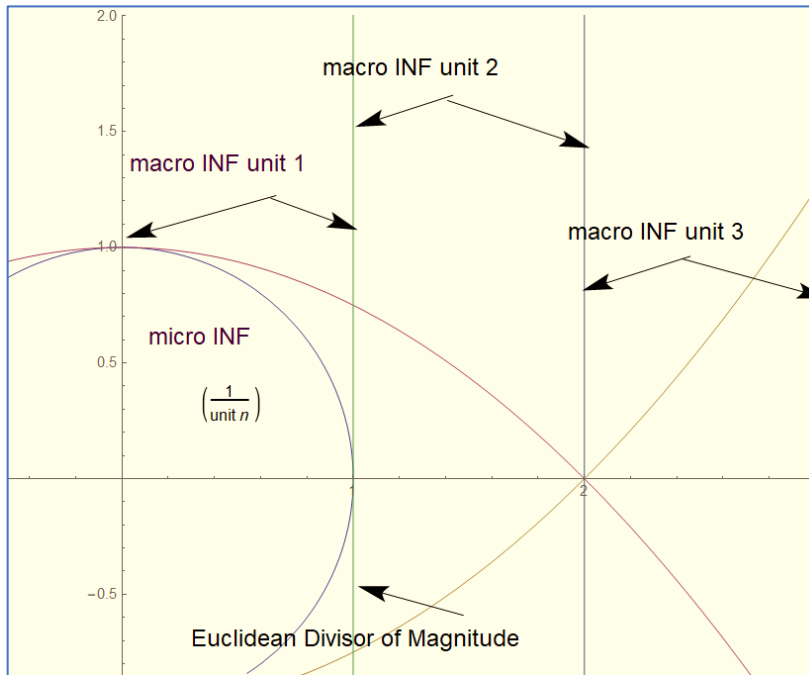 2.0
macro INF unit 2
1.5
macro INF unit 1
macro INF unit 3
1.0
micro INF
0.5
(1/unit n)
1
2
-0.5
Euclidean Divisor of Magnitude